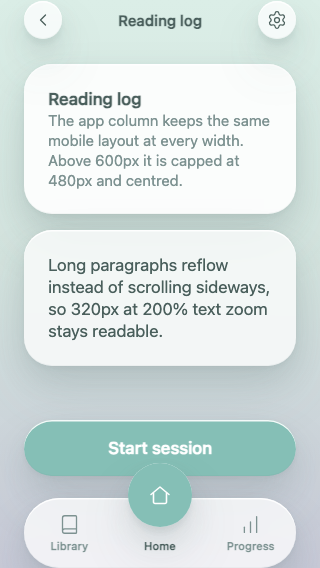 Reading log
Reading log
The app column keeps the same
mobile layout at every width.
Above 600px it is capped at
480px and centred.
Long paragraphs reflow
instead of scrolling sideways,
so 320px at 200% text zoom
stays readable.
Start session
Library
Home
Progress